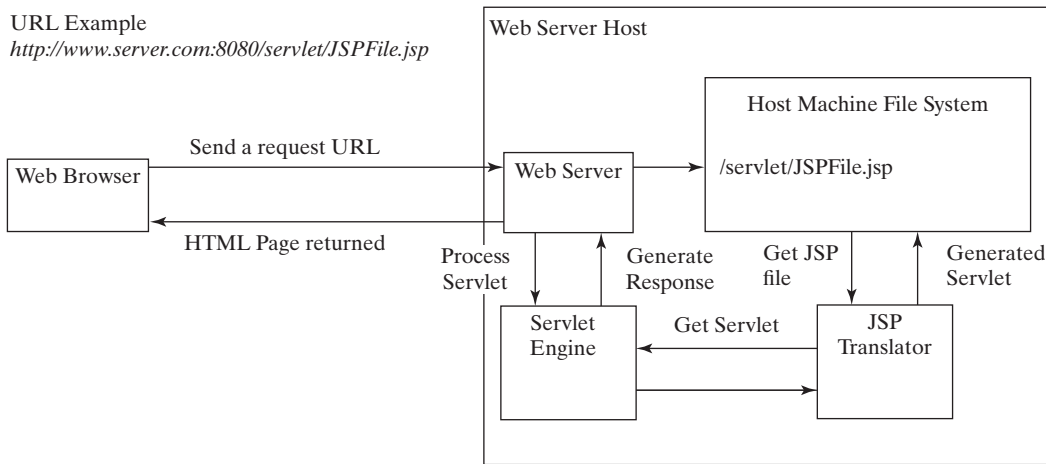 URL Example
http://www.server.com:8080/servlet/JSPFile.jsp
Web Server Host
Host Machine File System
/servlet/JSPFile.jsp
Send a request URL
Web Browser
Web Server
HTML Page returned
Process
Servlet
Generate
Response
Get JSP
file
Generated
Servlet
Servlet
Engine
Get Servlet
JSP
Translator